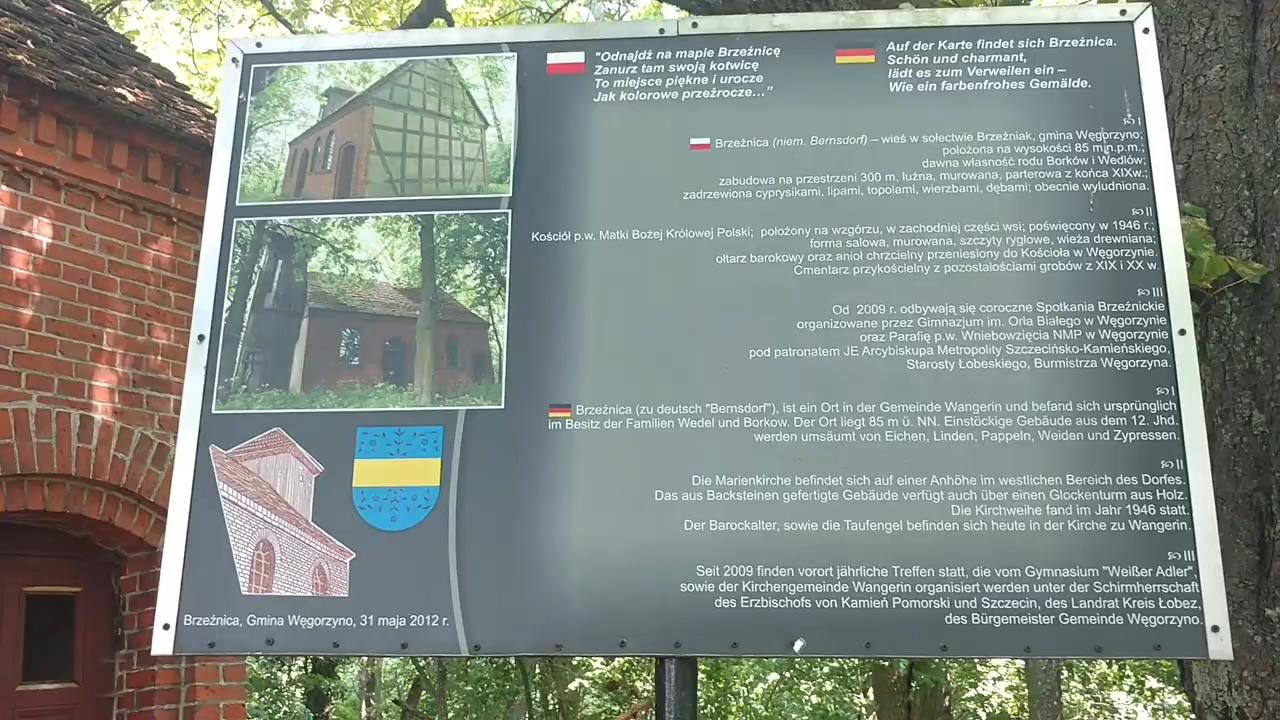 "Odnajdź na mapie Brzeźnicę
Zanurz tam swoją kotwicę
To miejsce piękne i urocze
Jak kolorowe przeźrocze..."
Auf der Karte findet sich Brzeźnica.
Schön und charmant,
lädt es zum Verweilen ein –
Wie ein farbenfrohes Gemälde.
I
Brzeźnica (niem. Bernsdorf) – wieś w sołectwie Brzeźniak, gmina Węgorzyno;
położona na wysokości 85 m.n.p.m.;
dawna własność rodu Borków i Wedlów;
zabudowa na przestrzeni 300 m, luźna, murowana, parterowa z końca XIXw.;
zadrzewiona cyprysikami, lipami, topolami, wierzbami, dębami; obecnie wyludniona.
II
Kościół p.w. Matki Bożej Królowej Polski; położony na wzgórzu, w zachodniej części wsi; poświęcony w 1946 r.;
forma salowa, murowana, szczyty ryglowe, wieża drewniana;
ołtarz barokowy oraz anioł chrzcielny przeniesiony do Kościoła w Węgorzynie.
Cmentarz przykościelny z pozostałościami grobów z XIX i XX w.
III
Od 2009 r. odbywają się coroczne Spotkania Brzeźnickie
organizowane przez Gimnazjum im. Orła Białego w Węgorzynie
oraz Parafię p.w. Wniebowzięcia NMP w Węgorzynie
pod patronatem JE Arcybiskupa Metropolity Szczecińsko-Kamieńskiego,
Starosty Łobeskiego, Burmistrza Węgorzyna.
I
Brzeźnica (zu deutsch "Bernsdorf"), ist ein Ort in der Gemeinde Wangerin und befand sich ursprünglich
im Besitz der Familien Wedel und Borkow. Der Ort liegt 85 m ü. NN. Einstöckige Gebäude aus dem 12. Jhd.
werden umsäumt von Eichen, Linden, Pappeln, Weiden und Zypressen.
II
Die Marienkirche befindet sich auf einer Anhöhe im westlichen Bereich des Dorfes.
Das aus Backsteinen gefertigte Gebäude verfügt auch über einen Glockenturm aus Holz.
Die Kirchweihe fand im Jahr 1946 statt.
Der Barockalter, sowie die Taufengel befinden sich heute in der Kirche zu Wangerin.
III
Seit 2009 finden vorort jährliche Treffen statt, die vom Gymnasium "Weißer Adler",
sowie der Kirchengemeinde Wangerin organisiert werden unter der Schirmherrschaft
des Erzbischofs von Kamień Pomorski und Szczecin, des Landrat Kreis Łobez,
des Bürgermeister Gemeinde Węgorzyno.
Brzeźnica, Gmina Węgorzyno, 31 maja 2012 r.